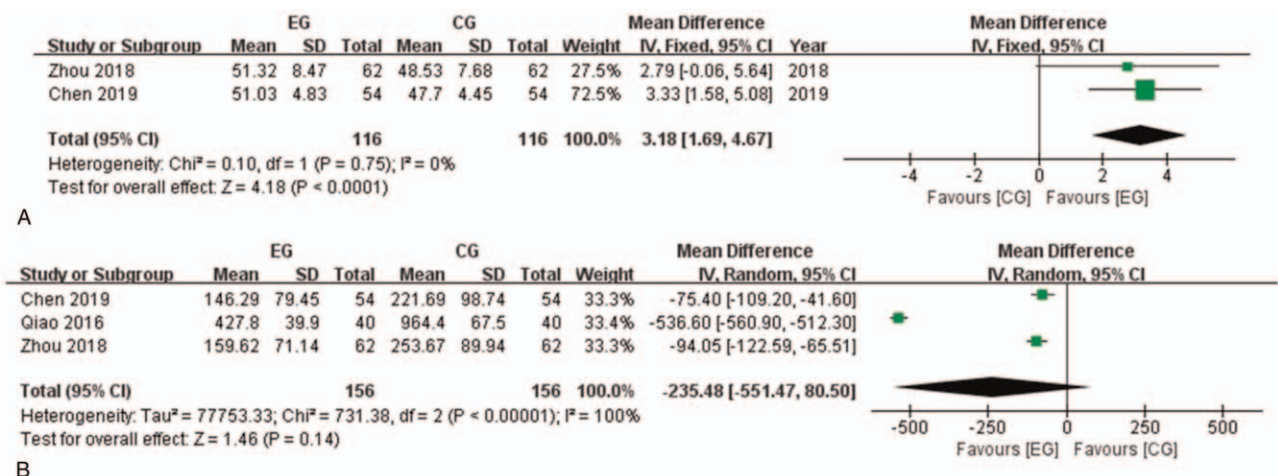 EG CG Mean Difference Mean Difference
Study or Subgroup Mean SD Total Mean SD Total Weight IV, Fixed, 95% CI Year IV, Fixed, 95% CI
Zhou 2018 51.32 8.47 62 48.53 7.68 62 27.5% 2.79 [-0.06, 5.64] 2018
Chen 2019 51.03 4.83 54 47.7 4.45 54 72.5% 3.33 [1.58, 5.08] 2019
Total (95% CI) 116 116 100.0% 3.18 [1.69, 4.67]
Heterogeneity: Chi² = 0.10, df = 1 (P = 0.75); I² = 0%
Test for overall effect: Z = 4.18 (P < 0.0001)
-4 -2 0 2 4
Favours [CG] Favours [EG]
A
EG CG Mean Difference Mean Difference
Study or Subgroup Mean SD Total Mean SD Total Weight IV, Random, 95% CI IV, Random, 95% CI
Chen 2019 146.29 79.45 54 221.69 98.74 54 33.3% -75.40 [-109.20, -41.60]
Qiao 2016 427.8 39.9 40 964.4 67.5 40 33.4% -536.60 [-560.90, -512.30]
Zhou 2018 159.62 71.14 62 253.67 89.94 62 33.3% -94.05 [-122.59, -65.51]
Total (95% CI) 156 156 100.0% -235.48 [-551.47, 80.50]
Heterogeneity: Tau² = 77753.33; Chi² = 731.38, df = 2 (P < 0.00001); I² = 100%
Test for overall effect: Z = 1.46 (P = 0.14)
-500 -250 0 250 500
Favours [EG] Favours [CG]
B